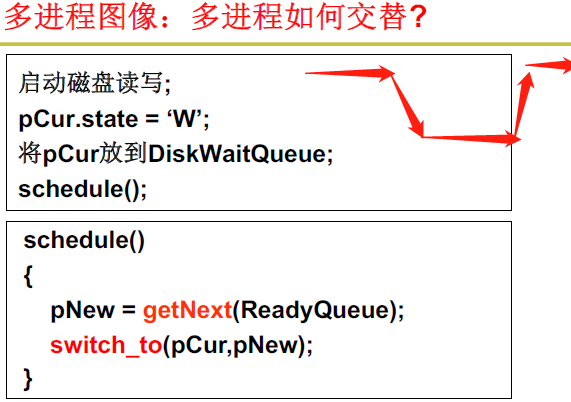 多进程图像：多进程如何交替?
启动磁盘读写;
pCur.state = ‘W’;
将pCur放到DiskWaitQueue;
schedule();
schedule()
{
pNew = getNext(ReadyQueue);
switch_to(pCur,pNew);
}